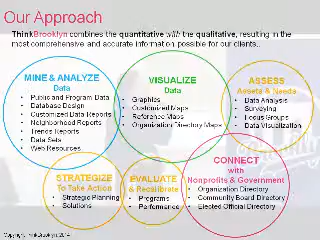 Our Approach
ThinkBrooklyn combines the quantitative with the qualitative, resulting in the
most comprehensive and accurate information possible for our clients..
MINE & ANALYZE
Data
• Public and Program Data
• Database Design
• Customized Data Reports
• Neighborhood Reports
• Trends Reports
• Data Sets
• Web Resources
VISUALIZE
Data
• Graphics
• Customized Maps
• Reference Maps
• Organization Directory Maps
ASSESS
Assets & Needs
• Data Analysis
• Surveying
• Focus Groups
• Data Visualization
STRATEGIZE
To Take Action
• Strategic Planning
• Solutions
EVALUATE
& Recalibrate
• Programs
• Performance
CONNECT
with
Nonprofits & Government
• Organization Directory
• Community Board Directory
• Elected Official Directory
Copyright ThinkBrooklyn, 2014